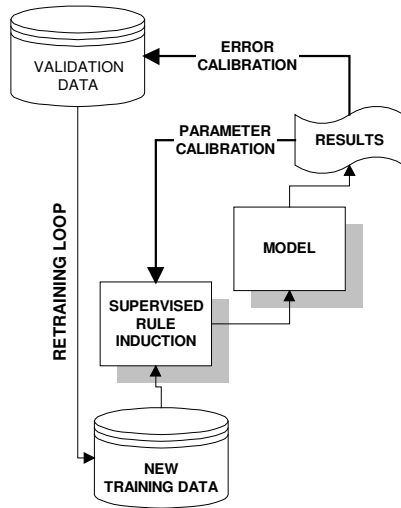 ERROR
CALIBRATION
VALIDATION
DATA
PARAMETER
CALIBRATION
RESULTS
RETRAINING LOOP
MODEL
SUPERVISED
RULE
INDUCTION
NEW
TRAINING DATA